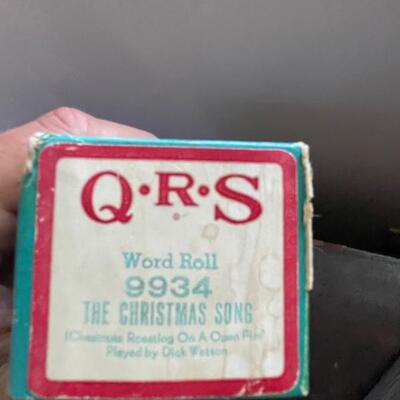 Q·R·S
Word Roll
9934
THE CHRISTMAS SONG
(Chestnuts Roasting On A Open Fire)
Played by Dick Watson